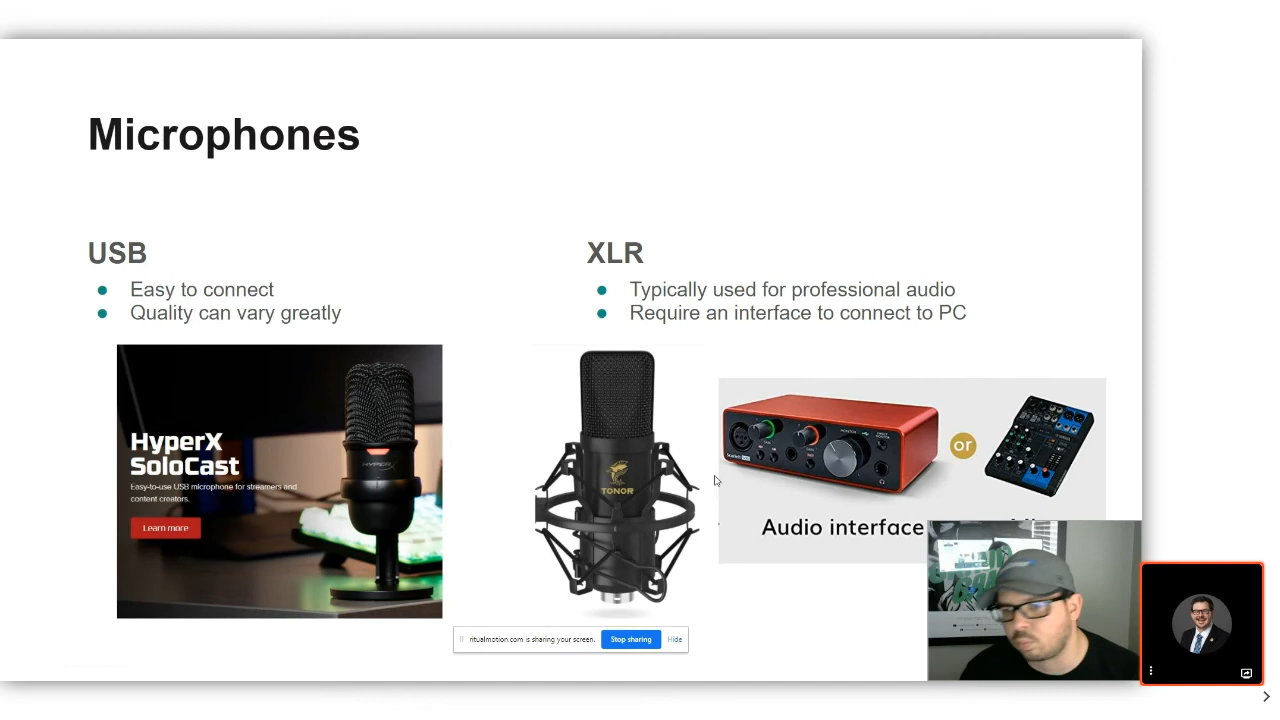 Microphones
USB
Easy to connect
Quality can vary greatly
XLR
Typically used for professional audio
Require an interface to connect to PC
HyperX
SoloCast
Easy-to-use USB microphone for streamers and
content creators.
Learn more
HYPERX
TONOR
Scarlett
or
Audio interface
ritualmotion.com is sharing your screen.
Stop sharing
Hide